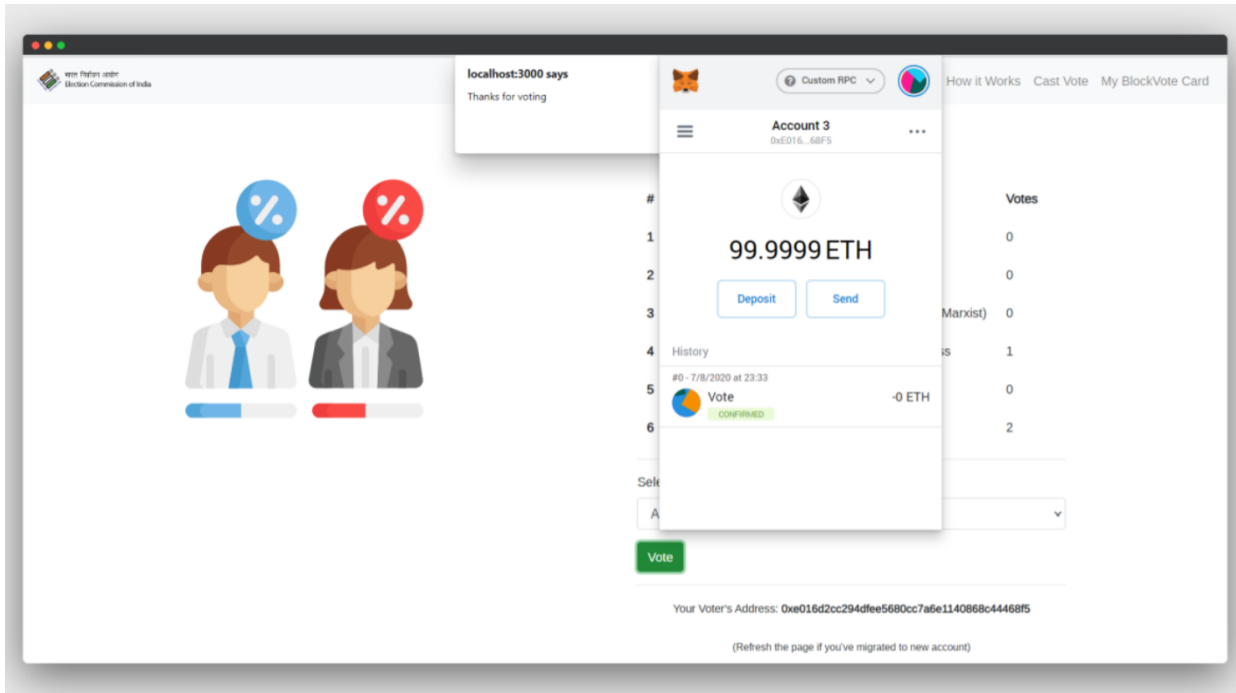 भारत निर्वाचन आयोग
Election Commission of India
localhost:3000 says
Thanks for voting
Custom RPC
How it Works Cast Vote My BlockVote Card
Account 3
0xE016...68F5
99.9999 ETH
Deposit Send
History
#0 - 7/8/2020 at 23:33
Vote -0 ETH
CONFIRMED
# Votes
1 0
2 0
3 Marxist) 0
4 ss 1
5 0
6 2
Sele
A
Vote
Your Voter's Address: 0xe016d2cc294dfee5680cc7a6e1140868c44468f5
(Refresh the page if you've migrated to new account)